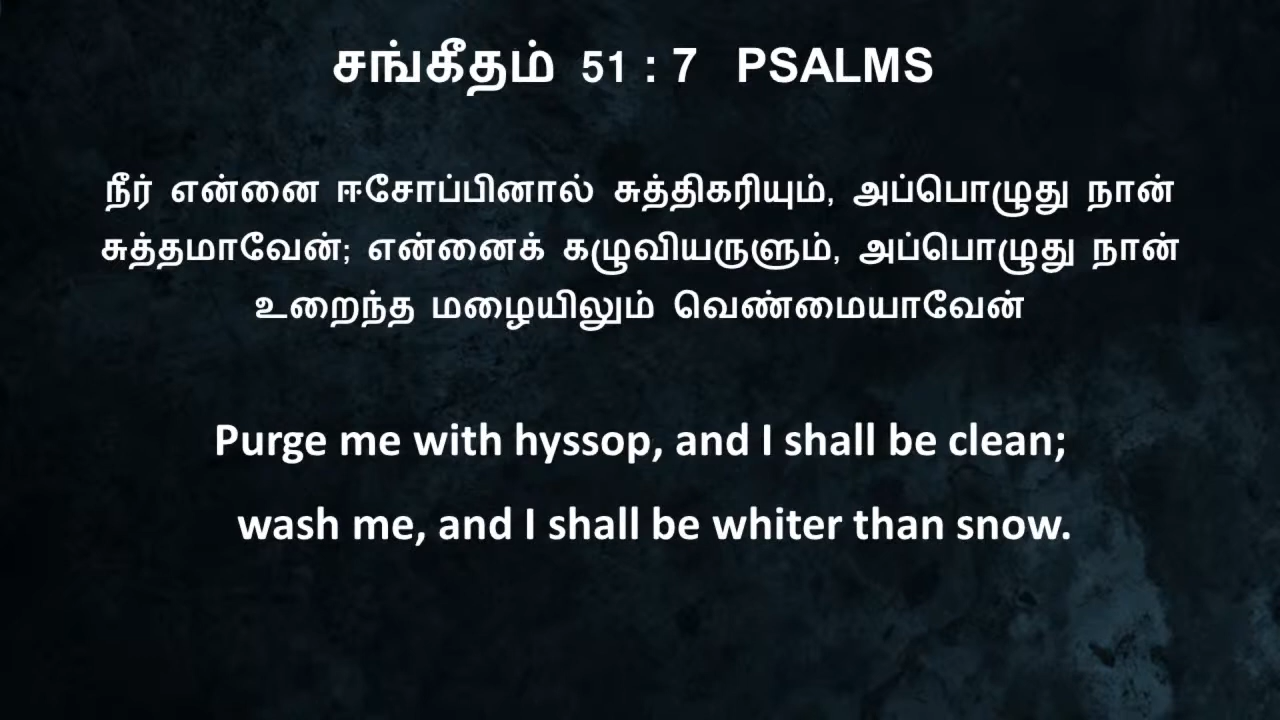 சங்கீதம் 51 : 7 PSALMS
நீர் என்னை ஈசோப்பினால் சுத்திகரியும், அப்பொழுது நான்
சுத்தமாவேன்; என்னைக் கழுவியருளும், அப்பொழுது நான்
உறைந்த மழையிலும் வெண்மையாவேன்
Purge me with hyssop, and I shall be clean;
wash me, and I shall be whiter than snow.